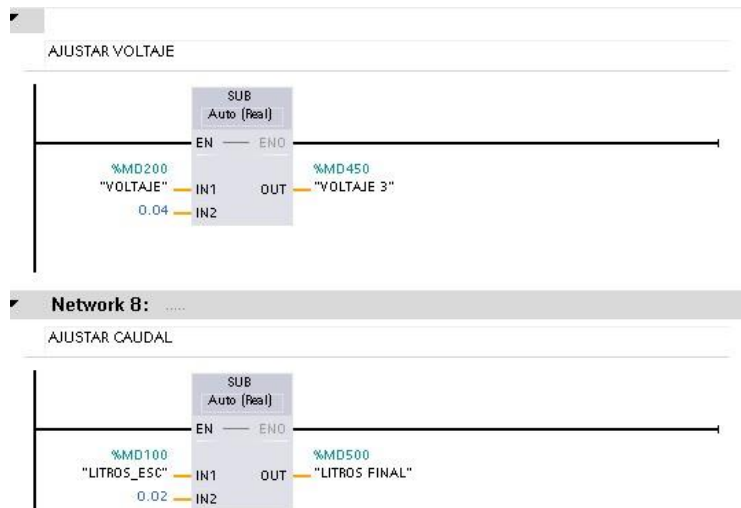 AJUSTAR VOLTAJE
SUB
Auto (Real)
EN ENO
%MD200 %MD450
"VOLTAJE" IN1 OUT "VOLTAJE 3"
0.04 IN2
Network 8: .....
AJUSTAR CAUDAL
SUB
Auto (Real)
EN ENO
%MD100 %MD500
"LITROS_ESC" IN1 OUT "LITROS FINAL"
0.02 IN2